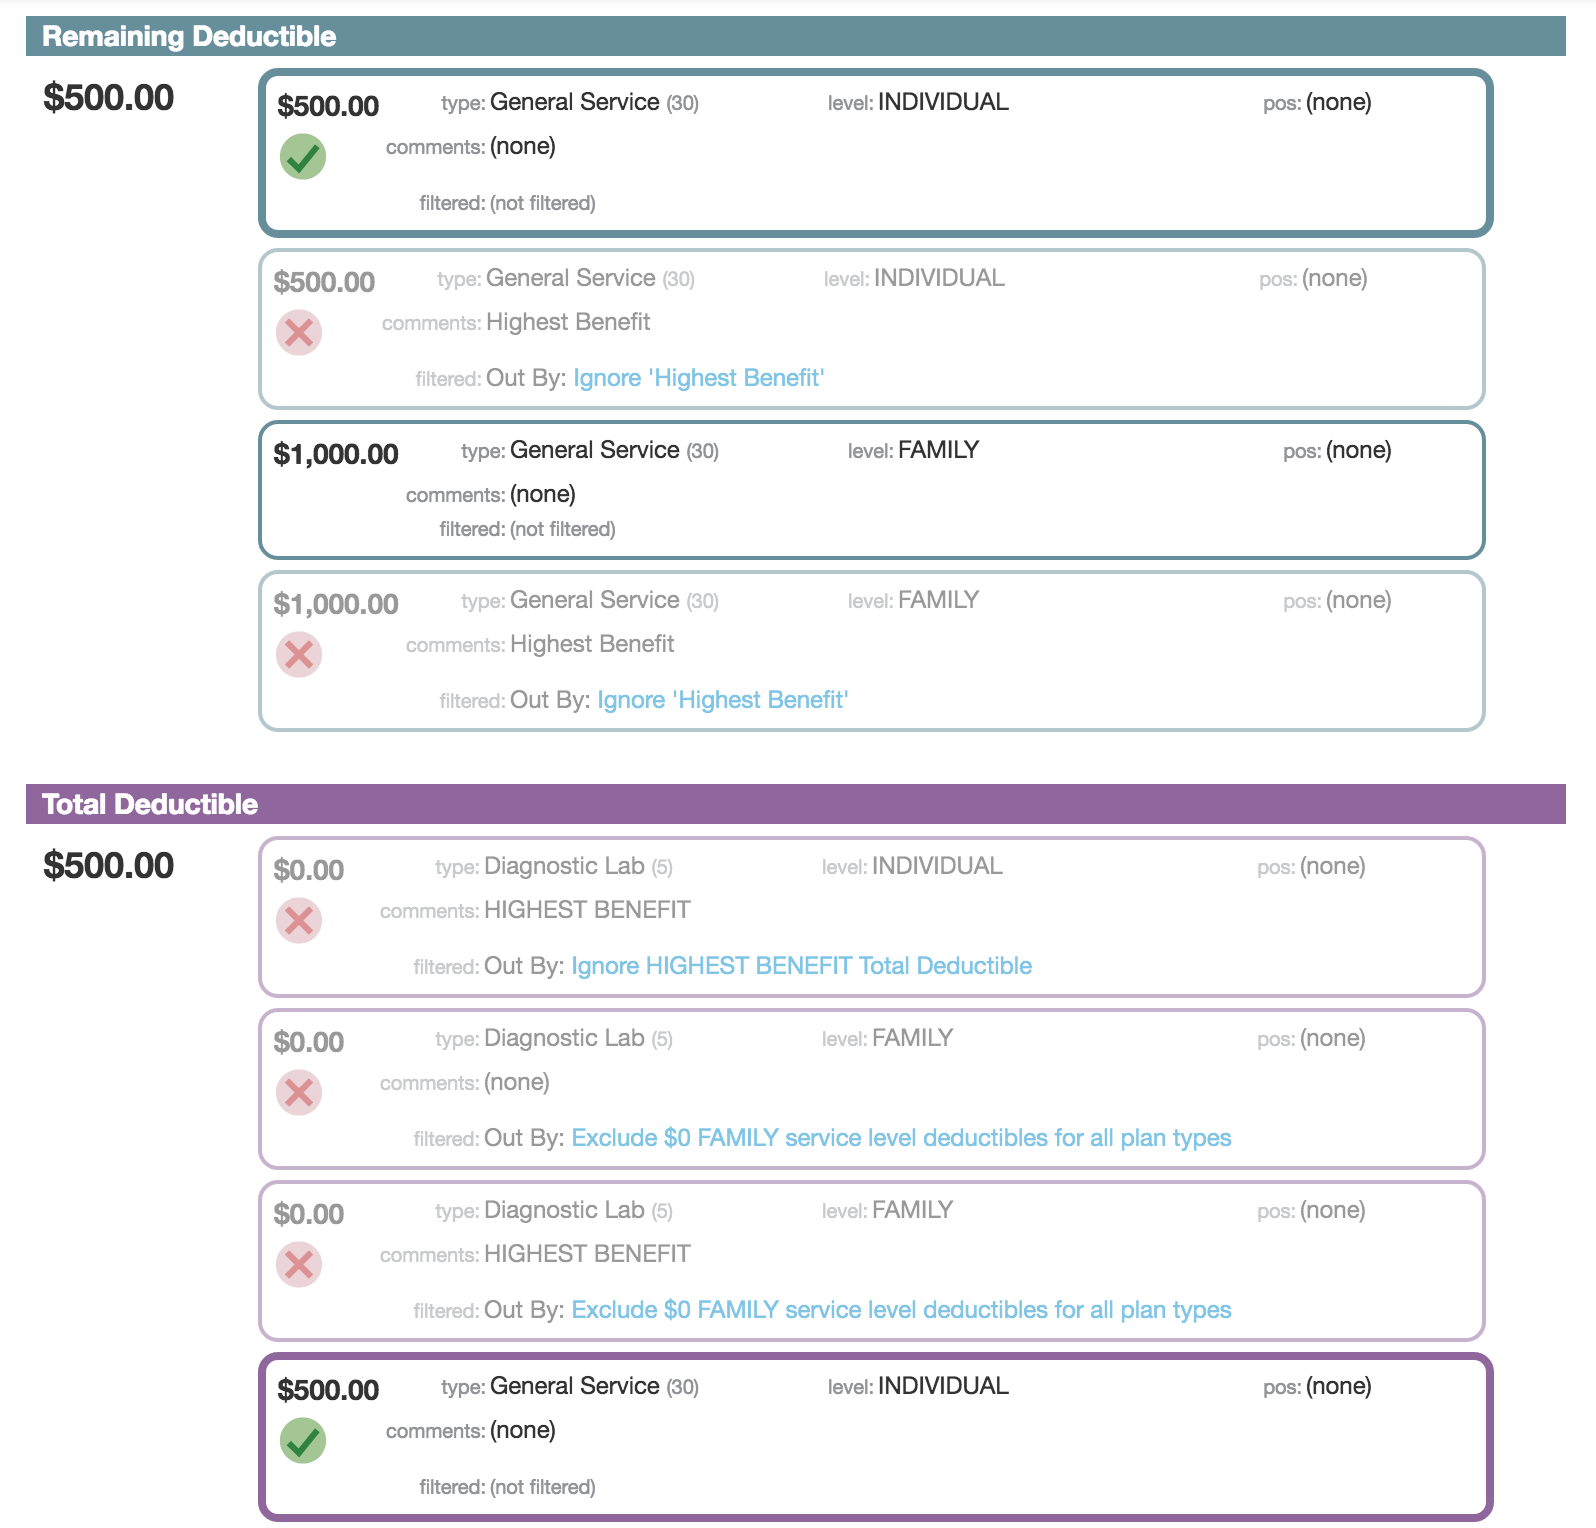 Remaining Deductible
$500.00
$500.00 type: General Service (30) level: INDIVIDUAL pos: (none)
comments: (none)
filtered: (not filtered)
$500.00 type: General Service (30) level: INDIVIDUAL pos: (none)
comments: Highest Benefit
filtered: Out By: Ignore 'Highest Benefit'
$1,000.00 type: General Service (30) level: FAMILY pos: (none)
comments: (none)
filtered: (not filtered)
$1,000.00 type: General Service (30) level: FAMILY pos: (none)
comments: Highest Benefit
filtered: Out By: Ignore 'Highest Benefit'
Total Deductible
$500.00
$0.00 type: Diagnostic Lab (5) level: INDIVIDUAL pos: (none)
comments: HIGHEST BENEFIT
filtered: Out By: Ignore HIGHEST BENEFIT Total Deductible
$0.00 type: Diagnostic Lab (5) level: FAMILY pos: (none)
comments: (none)
filtered: Out By: Exclude $0 FAMILY service level deductibles for all plan types
$0.00 type: Diagnostic Lab (5) level: FAMILY pos: (none)
comments: HIGHEST BENEFIT
filtered: Out By: Exclude $0 FAMILY service level deductibles for all plan types
$500.00 type: General Service (30) level: INDIVIDUAL pos: (none)
comments: (none)
filtered: (not filtered)